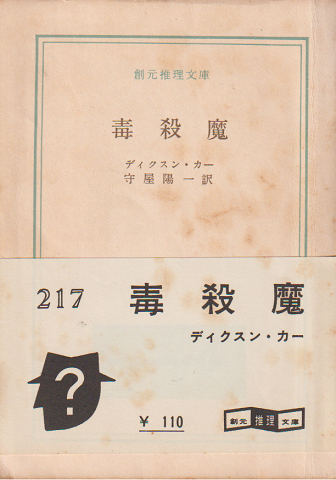 創元推理文庫
毒殺魔
ディクスン・カー
守屋陽一訳
217 毒殺魔
ディクスン・カー
?
¥ 110
創元 推理 文庫